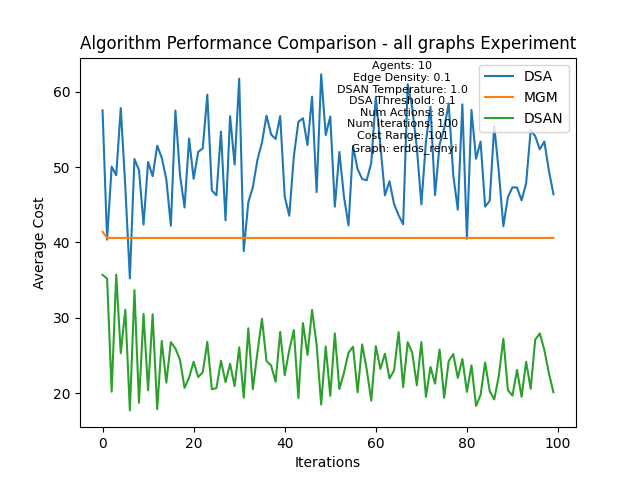 Algorithm Performance Comparison - all graphs Experiment
Agents: 10
Edge Density: 0.1
DSAN Temperature: 1.0
DSA Threshold: 0.1
Num Actions: 8
Num Iterations: 100
Cost Range: 101
Graph: erdos_renyi
DSA
MGM
DSAN
Average Cost
60
50
40
30
20
0 20 40 60 80 100
Iterations